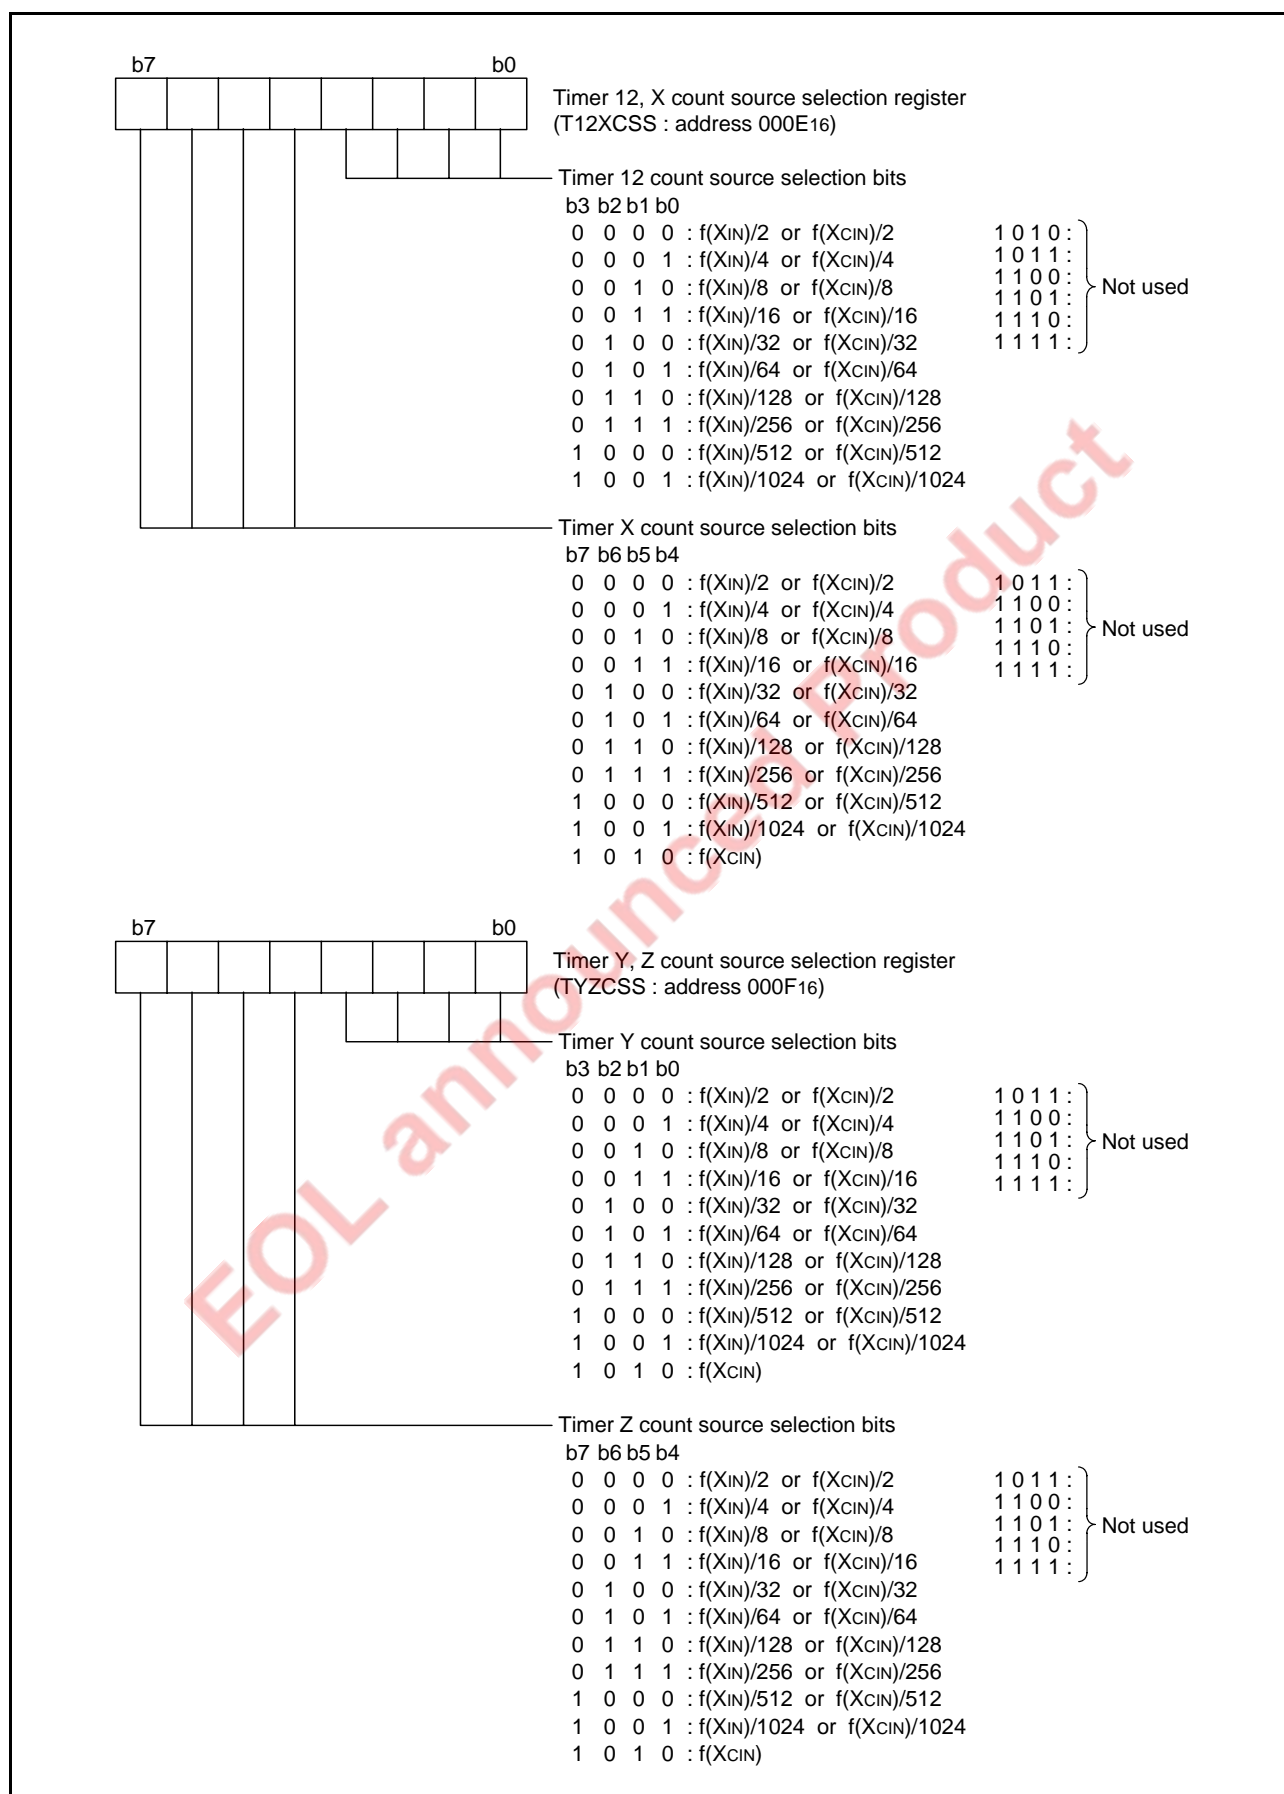 b7 b0
Timer 12, X count source selection register
(T12XCSS : address 000E16)
Timer 12 count source selection bits
b3 b2 b1 b0
0 0 0 0 : f(XIN)/2 or f(XCIN)/2 1 0 1 0 :
0 0 0 1 : f(XIN)/4 or f(XCIN)/4 1 0 1 1 :
0 0 1 0 : f(XIN)/8 or f(XCIN)/8 1 1 0 0 : Not used
0 0 1 1 : f(XIN)/16 or f(XCIN)/16 1 1 0 1 :
0 1 0 0 : f(XIN)/32 or f(XCIN)/32 1 1 1 0 :
0 1 0 1 : f(XIN)/64 or f(XCIN)/64 1 1 1 1 :
0 1 1 0 : f(XIN)/128 or f(XCIN)/128
0 1 1 1 : f(XIN)/256 or f(XCIN)/256
1 0 0 0 : f(XIN)/512 or f(XCIN)/512
1 0 0 1 : f(XIN)/1024 or f(XCIN)/1024
Timer X count source selection bits
b7 b6 b5 b4
0 0 0 0 : f(XIN)/2 or f(XCIN)/2 1 0 1 1 :
0 0 0 1 : f(XIN)/4 or f(XCIN)/4 1 1 0 0 :
0 0 1 0 : f(XIN)/8 or f(XCIN)/8 1 1 0 1 : Not used
0 0 1 1 : f(XIN)/16 or f(XCIN)/16 1 1 1 0 :
0 1 0 0 : f(XIN)/32 or f(XCIN)/32 1 1 1 1 :
0 1 0 1 : f(XIN)/64 or f(XCIN)/64
0 1 1 0 : f(XIN)/128 or f(XCIN)/128
0 1 1 1 : f(XIN)/256 or f(XCIN)/256
1 0 0 0 : f(XIN)/512 or f(XCIN)/512
1 0 0 1 : f(XIN)/1024 or f(XCIN)/1024
1 0 1 0 : f(XCIN)
b7 b0
Timer Y, Z count source selection register
(TYZCSS : address 000F16)
Timer Y count source selection bits
b3 b2 b1 b0
0 0 0 0 : f(XIN)/2 or f(XCIN)/2 1 0 1 1 :
0 0 0 1 : f(XIN)/4 or f(XCIN)/4 1 1 0 0 :
0 0 1 0 : f(XIN)/8 or f(XCIN)/8 1 1 0 1 : Not used
0 0 1 1 : f(XIN)/16 or f(XCIN)/16 1 1 1 0 :
0 1 0 0 : f(XIN)/32 or f(XCIN)/32 1 1 1 1 :
0 1 0 1 : f(XIN)/64 or f(XCIN)/64
0 1 1 0 : f(XIN)/128 or f(XCIN)/128
0 1 1 1 : f(XIN)/256 or f(XCIN)/256
1 0 0 0 : f(XIN)/512 or f(XCIN)/512
1 0 0 1 : f(XIN)/1024 or f(XCIN)/1024
1 0 1 0 : f(XCIN)
Timer Z count source selection bits
b7 b6 b5 b4
0 0 0 0 : f(XIN)/2 or f(XCIN)/2 1 0 1 1 :
0 0 0 1 : f(XIN)/4 or f(XCIN)/4 1 1 0 0 :
0 0 1 0 : f(XIN)/8 or f(XCIN)/8 1 1 0 1 : Not used
0 0 1 1 : f(XIN)/16 or f(XCIN)/16 1 1 1 0 :
0 1 0 0 : f(XIN)/32 or f(XCIN)/32 1 1 1 1 :
0 1 0 1 : f(XIN)/64 or f(XCIN)/64
0 1 1 0 : f(XIN)/128 or f(XCIN)/128
0 1 1 1 : f(XIN)/256 or f(XCIN)/256
1 0 0 0 : f(XIN)/512 or f(XCIN)/512
1 0 0 1 : f(XIN)/1024 or f(XCIN)/1024
1 0 1 0 : f(XCIN)
EOL announced Product